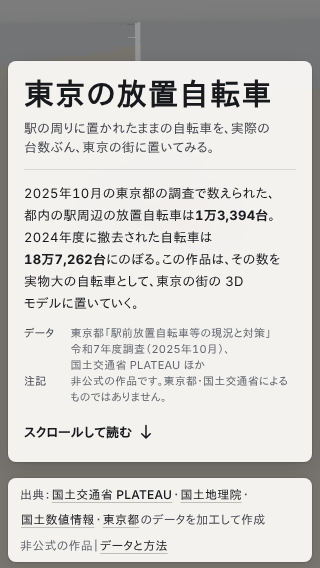 東京の放置自転車
駅の周りに置かれたままの自転車を、実際の
台数ぶん、東京の街に置いてみる。
2025年10月の東京都の調査で数えられた、
都内の駅周辺の放置自転車は1万3,394台。
2024年度に撤去された自転車は
18万7,262台にのぼる。この作品は、その数を
実物大の自転車として、東京の街の 3D
モデルに置いていく。
データ 東京都「駅前放置自転車等の現況と対策」
令和7年度調査（2025年10月）、
国土交通省 PLATEAU ほか
注記 非公式の作品です。東京都・国土交通省による
ものではありません。
スクロールして読む ↓
出典：国土交通省 PLATEAU・国土地理院・
国土数値情報・東京都のデータを加工して作成
非公式の作品|データと方法